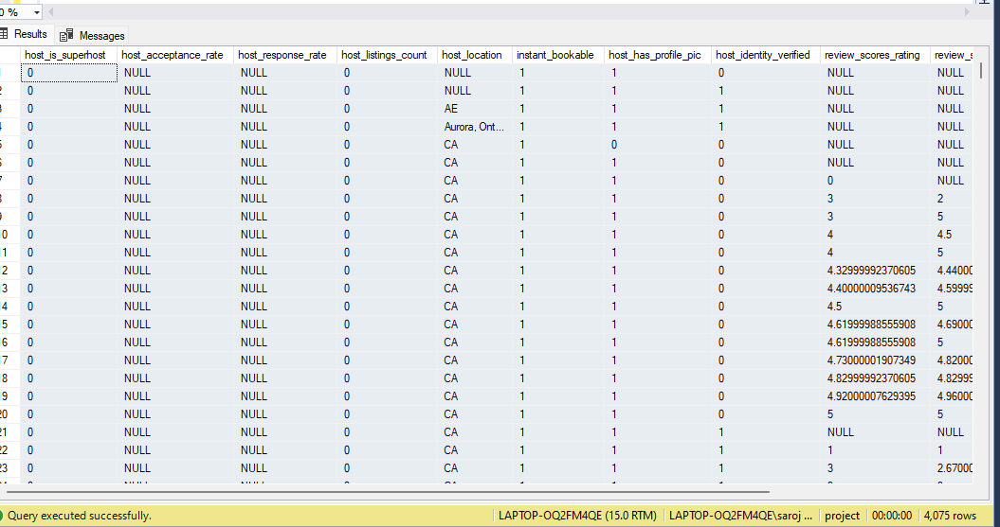 0 %
Results Messages
host_is_superhost host_acceptance_rate host_response_rate host_listings_count host_location instant_bookable host_has_profile_pic host_identity_verified review_scores_rating
0 NULL NULL 0 NULL 1 1 0 NULL NULL
2 0 NULL NULL 0 NULL 1 1 1 NULL NULL
3 0 NULL NULL 0 AE 1 1 1 NULL NULL
4 0 NULL NULL 0 Aurora, Ont... 1 1 1 NULL NULL
5 0 NULL NULL 0 CA 1 0 0 NULL NULL
6 0 NULL NULL 0 CA 1 1 0 NULL NULL
7 0 NULL NULL 0 CA 1 1 0 0 NULL
8 0 NULL NULL 0 CA 1 1 0 3 2
9 0 NULL NULL 0 CA 1 1 0 3 5
10 0 NULL NULL 0 CA 1 1 0 4 4.5
11 0 NULL NULL 0 CA 1 1 0 4 5
12 0 NULL NULL 0 CA 1 1 0 4.32999992370605 4.44000
13 0 NULL NULL 0 CA 1 1 0 4.40000009536743 4.59999
14 0 NULL NULL 0 CA 1 1 0 4.5 5
15 0 NULL NULL 0 CA 1 1 0 4.61999988555908 4.69000
16 0 NULL NULL 0 CA 1 1 0 4.61999988555908 5
17 0 NULL NULL 0 CA 1 1 0 4.73000001907349 4.82000
18 0 NULL NULL 0 CA 1 1 0 4.82999992370605 4.82999
19 0 NULL NULL 0 CA 1 1 0 4.92000007629395 4.96000
20 0 NULL NULL 0 CA 1 1 0 5 5
21 0 NULL NULL 0 CA 1 1 1 NULL NULL
22 0 NULL NULL 0 CA 1 1 1 1 1
23 0 NULL NULL 0 CA 1 1 1 3 2.67000
Query executed successfully. LAPTOP-OQ2FM4QE (15.0 RTM) LAPTOP-OQ2FM4QE\saroj ... project 00:00:00 4,075 rows